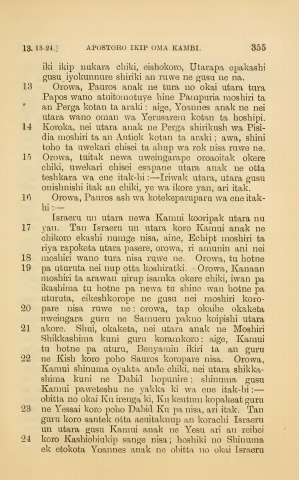 13. 13-24.] APOSTORO IKIP OMA KAMBI. 355
iki ikip nukara chiki, eishokoro, Utarapa epakashi
gusu iyokunnure shiriki an ruwe ne gusu ne na.
13 Orowa, Pauros anak ne tura no okai utara tura
Papos wano atuitomotuye hine Pampuria moshiri ta
an Perga kotan ta araki: aige, Yoannes anak ne nei
utara wano oman wa Yerusarem kotan ta hoshipi.
14 Koroka, nei utara anak ne Perga shirikush wa Pisi-
dia moshiri ta an Antiok kotan ta araki; awa, shini
toho ta uwekari chisei ta ahup wa rok nisa ruwe ne.
15 Orowa, tuitak newa uweingarape oroaoitak okere
chiki, uwekari chisei esapane utara anak ne otta
teshkara wa ene itak-hi:—Iriwak utara, utara gusu
onishnishi itak an chiki, ye wa ikore yan, ari itak.
16 Orowa, Pauros ash wa kotekeparuparu wa ene itak-
hi:—
Israeru un utara newa Kamui kooripak utara nu
17 yan. Tan Israeru un utara koro Kamui anak ne
chikoro ekashi numge nisa, aine, Echipt moshiri ta
riya rapoketa utara pasere, orowa, ri amunin ani nei
18 moshiri wano tura nisa ruwe ne. Orowa, tu hotne
19 pa uturuta nei nup otta koshiratki. Orowa, Kanaan
moshiri ta arawan uirup isamka okere chiki, iwan pa
ikashima tu hotne pa newa tu shine wan hotne pa
uturuta, eikeshkorope ne gusu nei moshiri koro-
20 pare nisa ruwe ne: orowa, tap okaibe okaketa
uweingara guru ne Samueru pakno koipishi utara
21 akore. Shui, okaketa, nei utara anak ne Moshiri
Shikkashima kuni guru koramkoro: aige, Kamui
tu hotne pa uturu, Benyamin ikiri ta an guru
22 ne Kish koro poho Sauros koropare nisa. Orowa,
Kamui shinuma oyakta ande chiki, nei utara shikka-
shima kuni ne Dabid hopunire; shinuma gusu
Kamui paweteshu ne yakka ki wa ene itak-hi:—
obitta no okai Ku irenga ki, Ku keutum kopakeat guru
23 ne Yessai koro poho Dabid Ku pa nisa, ari itak. Tan
guru koro santek otta aeuitaknup an korachi Israeru
un utara gusu Kamui anak ne Yesu ari an reihei
24 koro Kashiobiukip sange nisa; hoshiki no Shinuma
ek etokota Yoannes anak ne obitta no okai Israeru